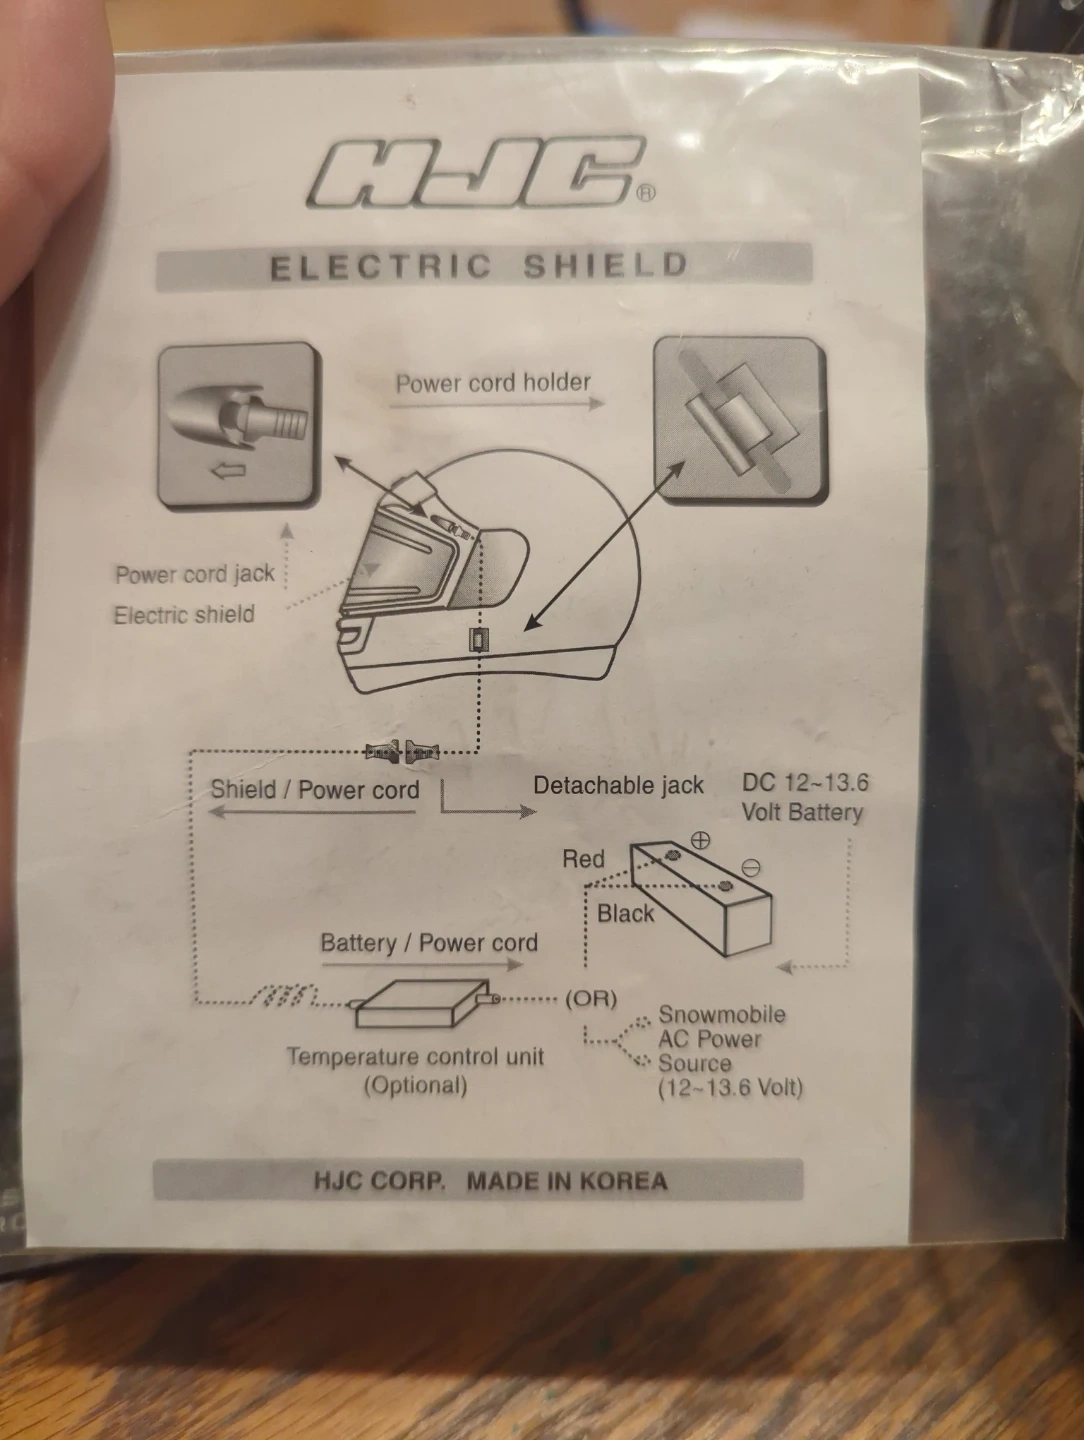 HJC®
ELECTRIC SHIELD
Power cord holder
Power cord jack
Electric shield
Shield / Power cord
Detachable jack
DC 12~13.6
Volt Battery
Red
Black
Battery / Power cord
(OR)
Snowmobile
AC Power
Source
(12~13.6 Volt)
Temperature control unit
(Optional)
HJC CORP. MADE IN KOREA